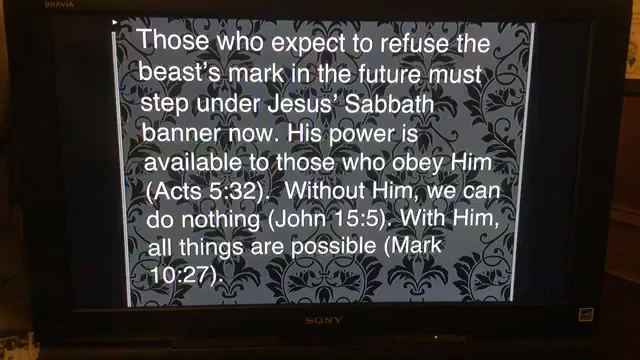 BRAVIA
Those who expect to refuse the
beast's mark in the future must
step under Jesus' Sabbath
banner now. His power is
available to those who obey Him
(Acts 5:32). Without Him, we can
do nothing (John 15:5). With Him,
all things are possible (Mark
10:27).
SONY